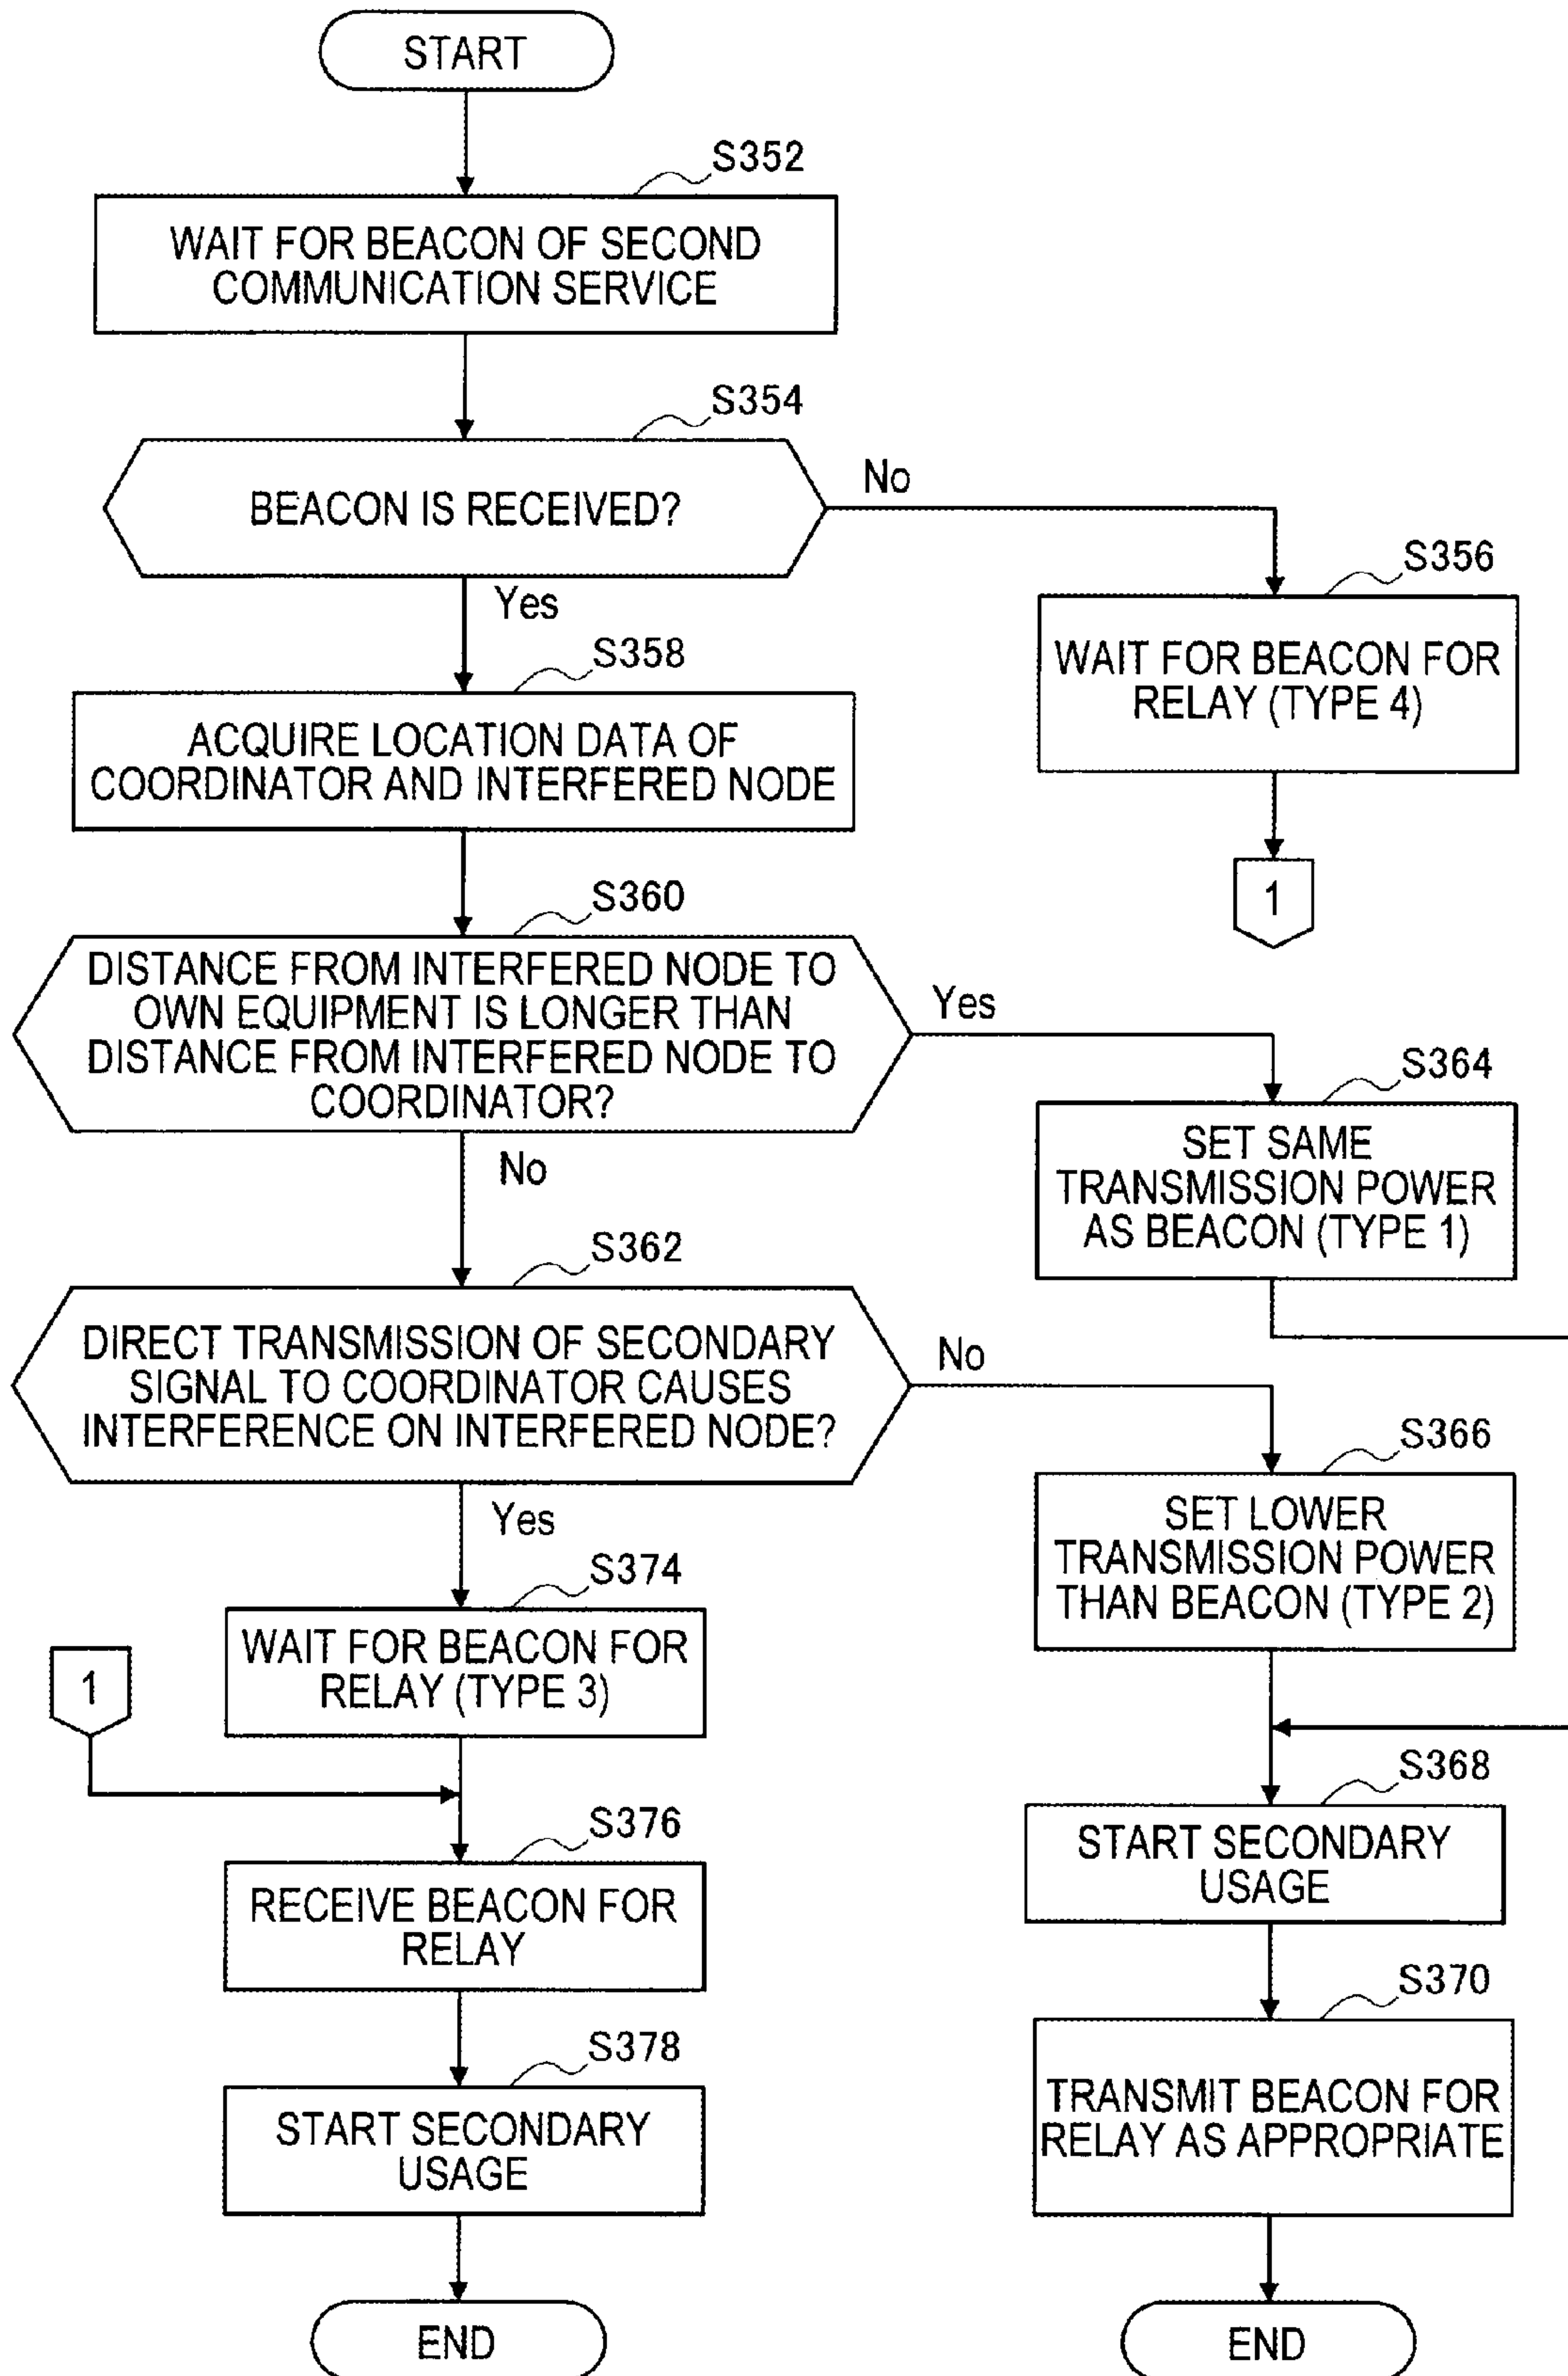 START
S352
WAIT FOR BEACON OF SECOND
COMMUNICATION SERVICE
S354
BEACON IS RECEIVED?
No
Yes
S356
WAIT FOR BEACON FOR
RELAY (TYPE 4)
1
S358
ACQUIRE LOCATION DATA OF
COORDINATOR AND INTERFERED NODE
S360
DISTANCE FROM INTERFERED NODE TO
OWN EQUIPMENT IS LONGER THAN
DISTANCE FROM INTERFERED NODE TO
COORDINATOR?
Yes
No
S364
SET SAME
TRANSMISSION POWER
AS BEACON (TYPE 1)
S362
DIRECT TRANSMISSION OF SECONDARY
SIGNAL TO COORDINATOR CAUSES
INTERFERENCE ON INTERFERED NODE?
No
Yes
S366
SET LOWER
TRANSMISSION POWER
THAN BEACON (TYPE 2)
S374
WAIT FOR BEACON FOR
RELAY (TYPE 3)
1
S368
START SECONDARY
USAGE
S376
RECEIVE BEACON FOR
RELAY
S370
TRANSMIT BEACON FOR
RELAY AS APPROPRIATE
S378
START SECONDARY
USAGE
END
END